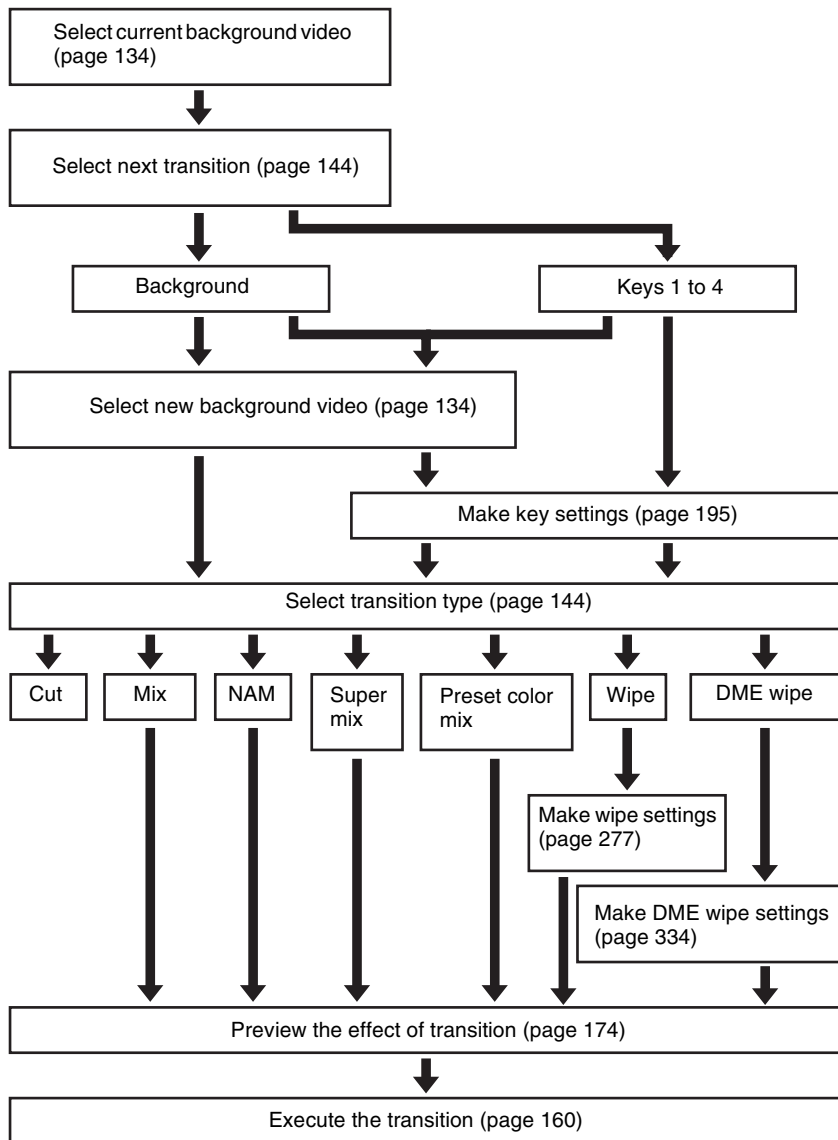 Select current background video
(page 134)
Select next transition (page 144)
Background
Keys 1 to 4
Select new background video (page 134)
Make key settings (page 195)
Select transition type (page 144)
Cut
Mix
NAM
Super
mix
Preset color
mix
Wipe
DME wipe
Make wipe settings
(page 277)
Make DME wipe settings
(page 334)
Preview the effect of transition (page 174)
Execute the transition (page 160)